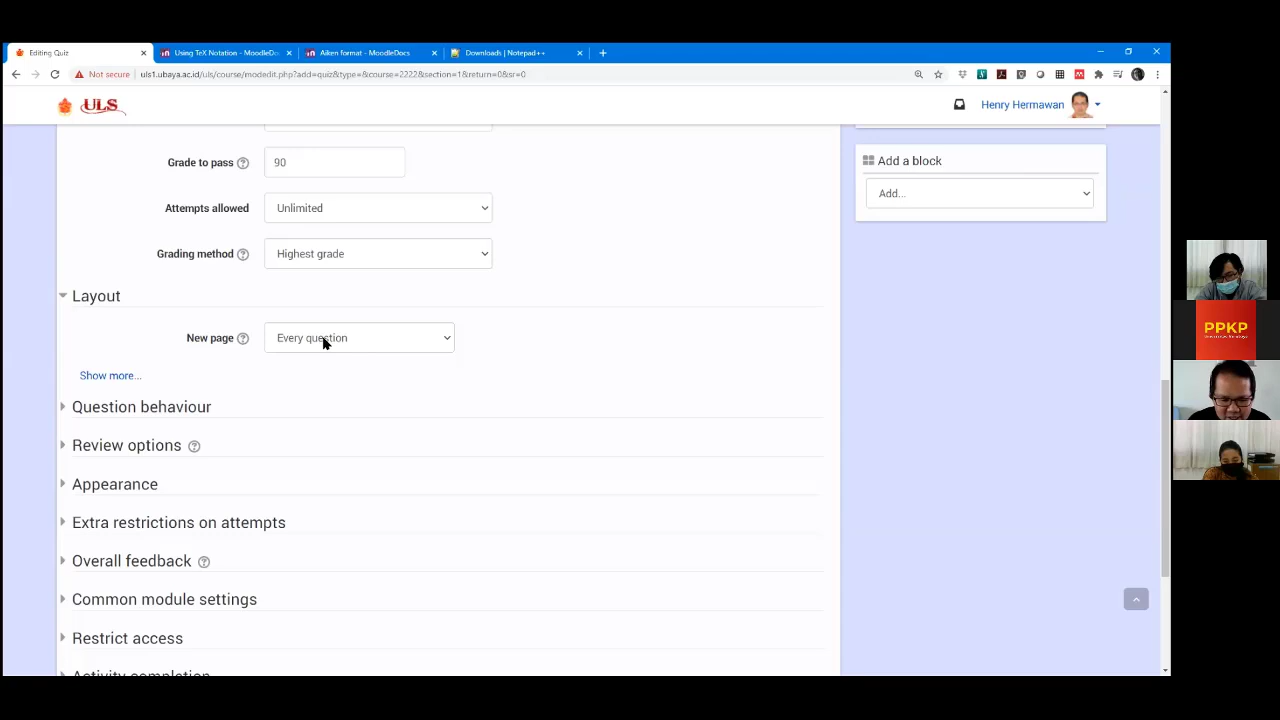 Editing Quiz
Using TeX Notation - MoodleDo
Aiken format - MoodleDocs
Downloads | Notepad++
Not secure
uls1.ubaya.ac.id/uls/course/modedit.php?add=quiz&type=&course=2222&section=1&return=0&sr=0
ULS
Henry Hermawan
Grade to pass
90
Add a block
Add...
Attempts allowed
Unlimited
Grading method
Highest grade
Layout
New page
Every question
Show more...
Question behaviour
Review options
Appearance
Extra restrictions on attempts
Overall feedback
Common module settings
Restrict access
Activity completion
PPKP